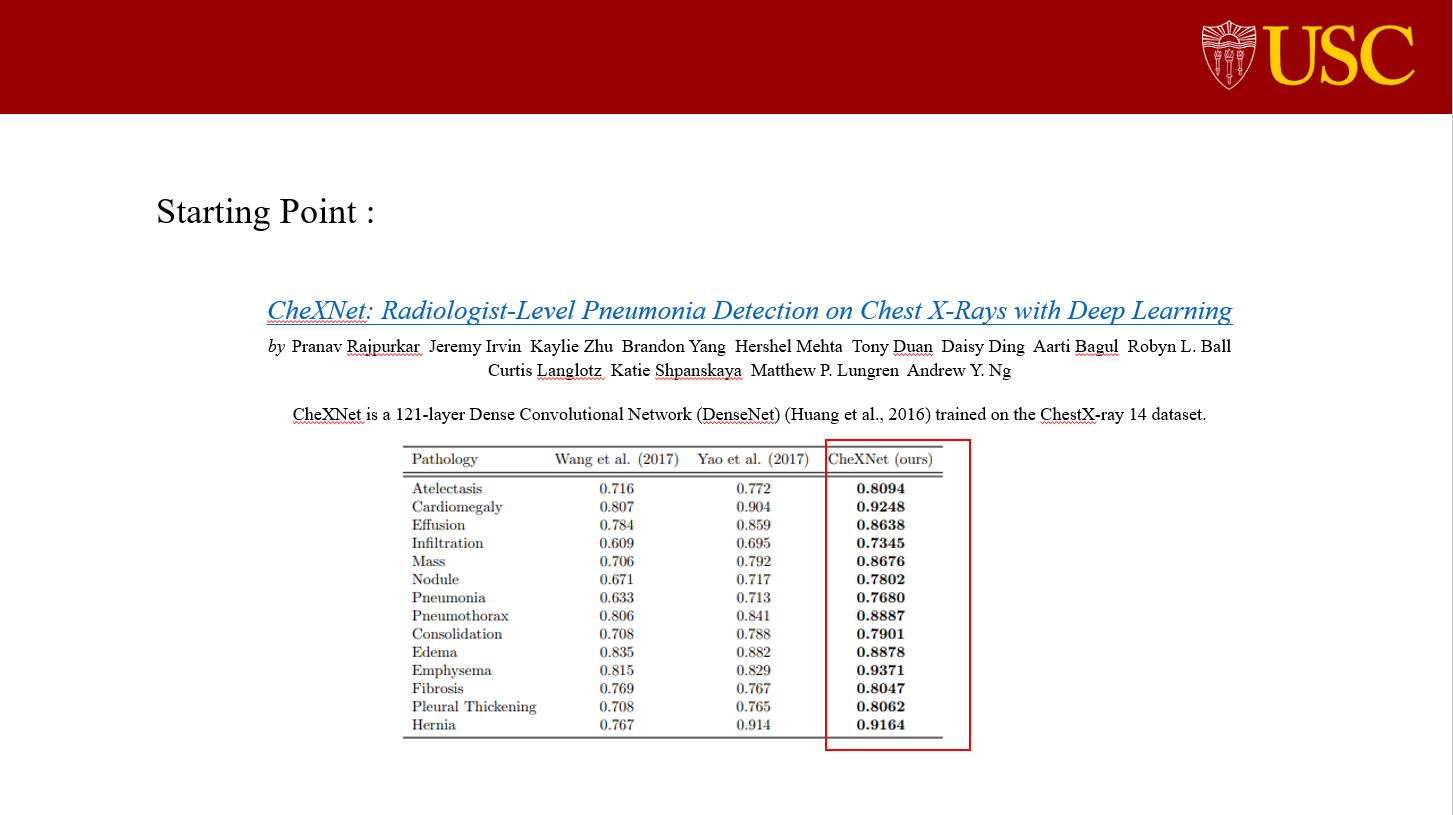 USC
Starting Point :
CheXNet: Radiologist-Level Pneumonia Detection on Chest X-Rays with Deep Learning
by Pranav Rajpurkar Jeremy Irvin Kaylie Zhu Brandon Yang Hershel Mehta Tony Duan Daisy Ding Aarti Bagul Robyn L. Ball
Curtis Langlotz Katie Shpanskaya Matthew P. Lungren Andrew Y. Ng
CheXNet is a 121-layer Dense Convolutional Network (DenseNet) (Huang et al., 2016) trained on the ChestX-ray 14 dataset.
Pathology Wang et al. (2017) Yao et al. (2017) CheXNet (ours)
Atelectasis 0.716 0.772 0.8094
Cardiomegaly 0.807 0.904 0.9248
Effusion 0.784 0.859 0.8638
Infiltration 0.609 0.695 0.7345
Mass 0.706 0.792 0.8676
Nodule 0.671 0.717 0.7802
Pneumonia 0.633 0.713 0.7680
Pneumothorax 0.806 0.841 0.8887
Consolidation 0.708 0.788 0.7901
Edema 0.835 0.882 0.8878
Emphysema 0.815 0.829 0.9371
Fibrosis 0.769 0.767 0.8047
Pleural Thickening 0.708 0.765 0.8062
Hernia 0.767 0.914 0.9164